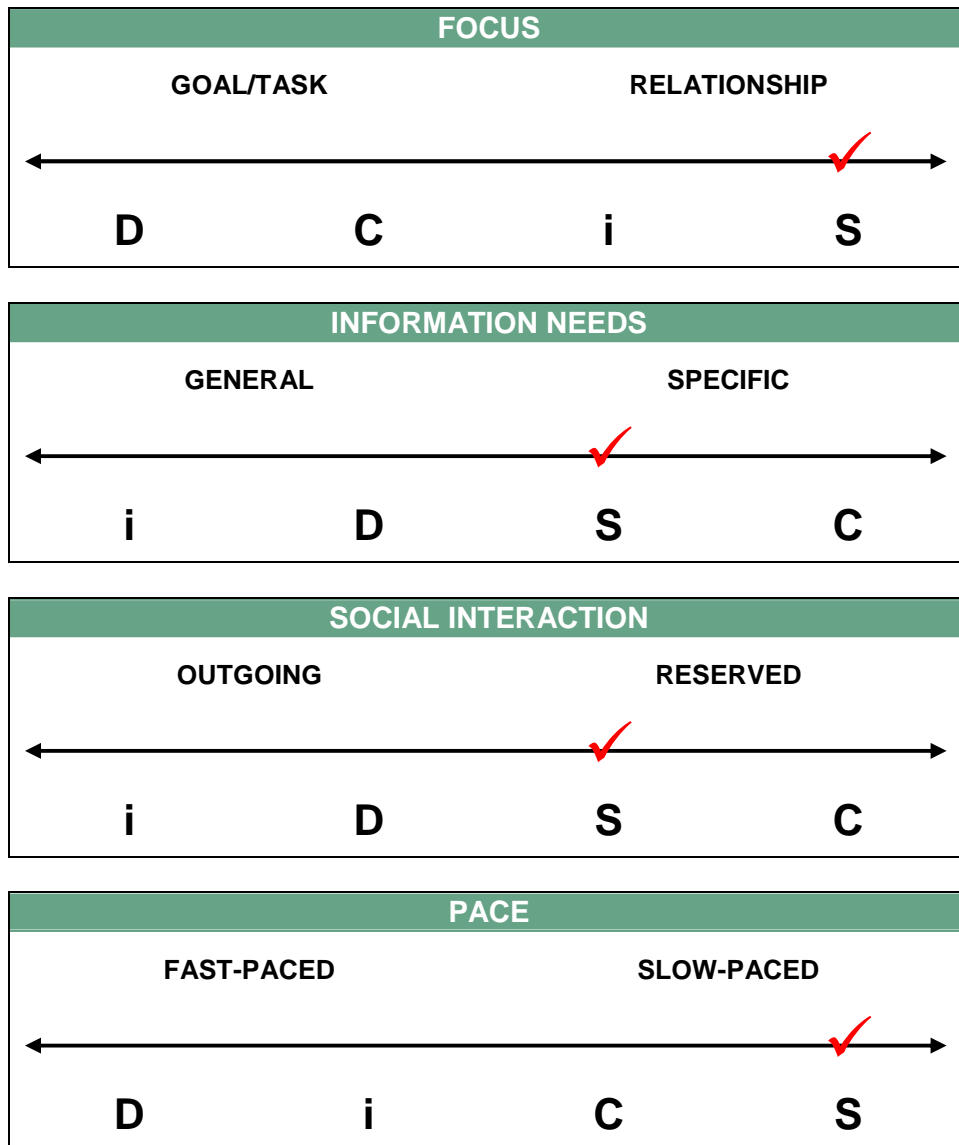 FOCUS
GOAL/TASK RELATIONSHIP
D C i S
INFORMATION NEEDS
GENERAL SPECIFIC
i D S C
SOCIAL INTERACTION
OUTGOING RESERVED
i D S C
PACE
FAST-PACED SLOW-PACED
D i C S